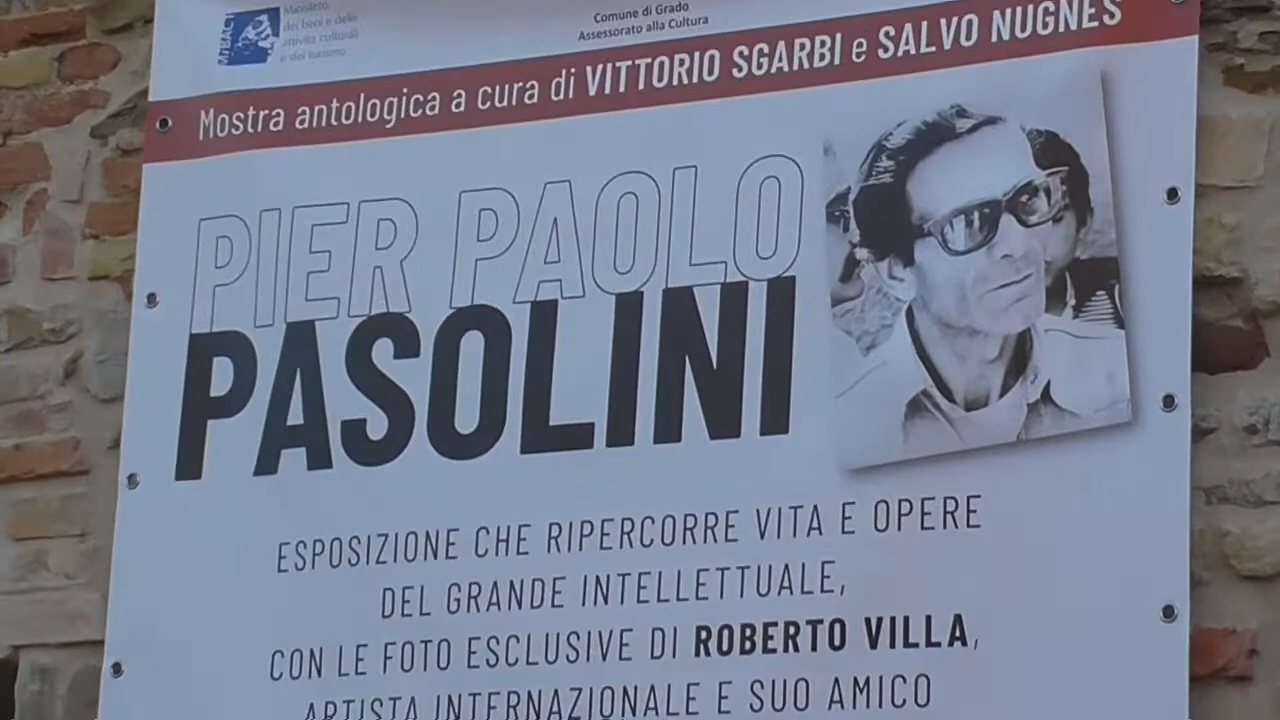 MiBACT
Ministero
dei beni e delle
attività culturali
e del turismo
Comune di Grado
Assessorato alla Cultura
Mostra antologica a cura di VITTORIO SGARBI e SALVO NUGNES
PIER PAOLO
PASOLINI
ESPOSIZIONE CHE RIPERCORRE VITA E OPERE
DEL GRANDE INTELLETTUALE,
CON LE FOTO ESCLUSIVE DI ROBERTO VILLA,
ARTISTA INTERNAZIONALE E SUO AMICO